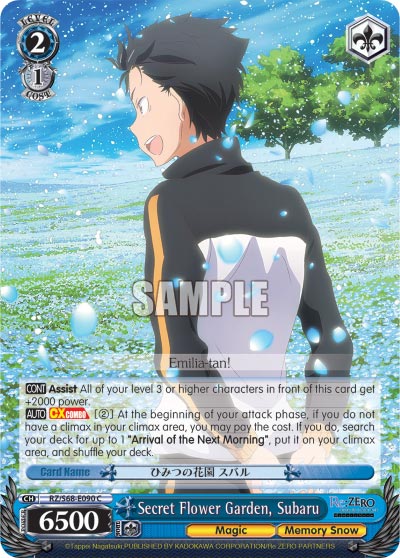 LEVEL
2
1
COST
SAMPLE
Emilia-tan!
CONT Assist All of your level 3 or higher characters in front of this card get
+2000 power.
AUTO CXCOMBO [②] At the beginning of your attack phase, if you do not
have a climax in your climax area, you may pay the cost. If you do, search
your deck for up to 1 "Arrival of the Next Morning", put it on your climax
area, and shuffle your deck.
Card Name ひみつの花園 スバル
CH RZ/S68-E090 C
Secret Flower Garden, Subaru
Re:ZERO
POWER 6500
Magic Memory Snow
©Tappei Nagatsuki,PUBLISHED BY KADOKAWA CORPORATION/Re:ZERO PARTNERS